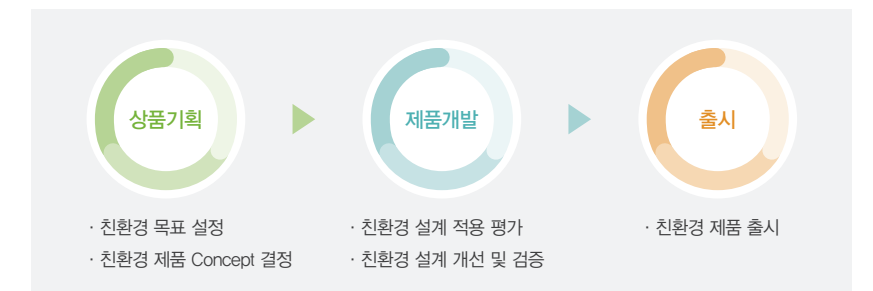 상품기획
제품개발
출시
· 친환경 목표 설정
· 친환경 제품 Concept 결정
· 친환경 설계 적용 평가
· 친환경 설계 개선 및 검증
· 친환경 제품 출시